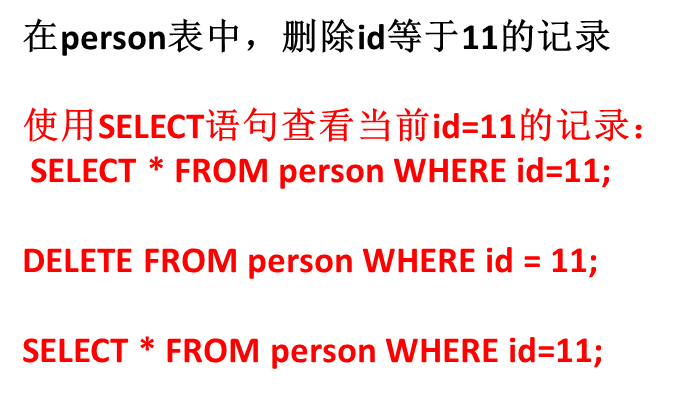 在person表中，删除id等于11的记录
使用SELECT语句查看当前id=11的记录：
SELECT * FROM person WHERE id=11;
DELETE FROM person WHERE id = 11;
SELECT * FROM person WHERE id=11;